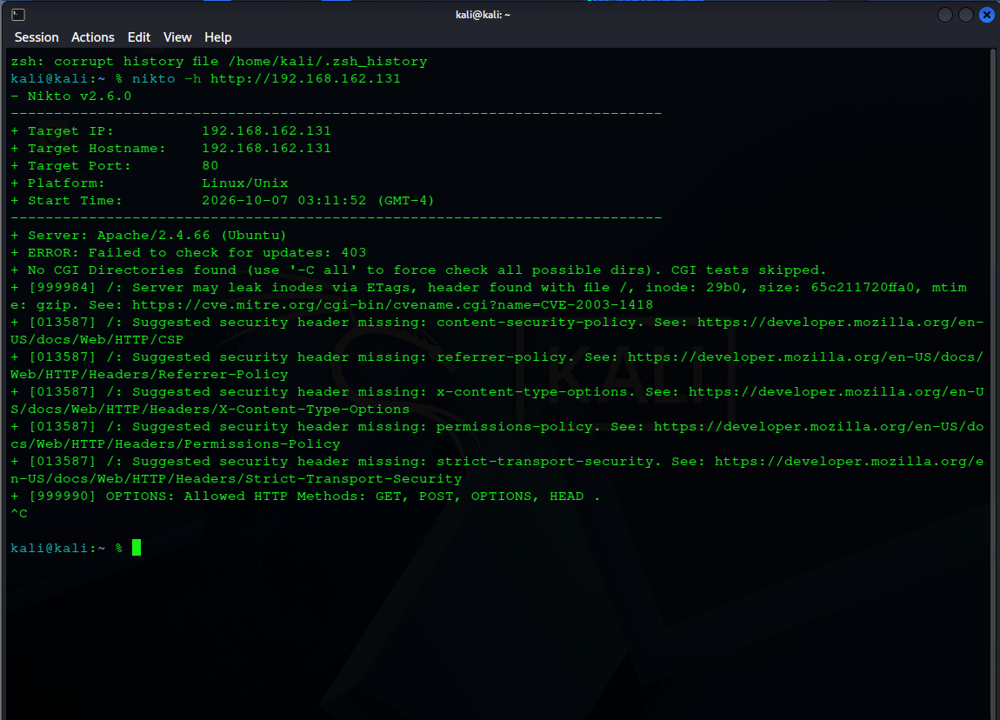 kali@kali: ~
Session Actions Edit View Help
zsh: corrupt history file /home/kali/.zsh_history
kali@kali:~ % nikto -h http://192.168.162.131
- Nikto v2.6.0
---------------------------------------------------------------------------
+ Target IP:          192.168.162.131
+ Target Hostname:    192.168.162.131
+ Target Port:        80
+ Platform:           Linux/Unix
+ Start Time:         2026-10-07 03:11:52 (GMT-4)
---------------------------------------------------------------------------
+ Server: Apache/2.4.66 (Ubuntu)
+ ERROR: Failed to check for updates: 403
+ No CGI Directories found (use '-C all' to force check all possible dirs). CGI tests skipped.
+ [999984] /: Server may leak inodes via ETags, header found with file /, inode: 29b0, size: 65c211720ffa0, mtim
e: gzip. See: https://cve.mitre.org/cgi-bin/cvename.cgi?name=CVE-2003-1418
+ [013587] /: Suggested security header missing: content-security-policy. See: https://developer.mozilla.org/en-
US/docs/Web/HTTP/CSP
+ [013587] /: Suggested security header missing: referrer-policy. See: https://developer.mozilla.org/en-US/docs/
Web/HTTP/Headers/Referrer-Policy
+ [013587] /: Suggested security header missing: x-content-type-options. See: https://developer.mozilla.org/en-U
S/docs/Web/HTTP/Headers/X-Content-Type-Options
+ [013587] /: Suggested security header missing: permissions-policy. See: https://developer.mozilla.org/en-US/do
cs/Web/HTTP/Headers/Permissions-Policy
+ [013587] /: Suggested security header missing: strict-transport-security. See: https://developer.mozilla.org/e
n-US/docs/Web/HTTP/Headers/Strict-Transport-Security
+ [999990] OPTIONS: Allowed HTTP Methods: GET, POST, OPTIONS, HEAD .
^C
kali@kali:~ %
KALI